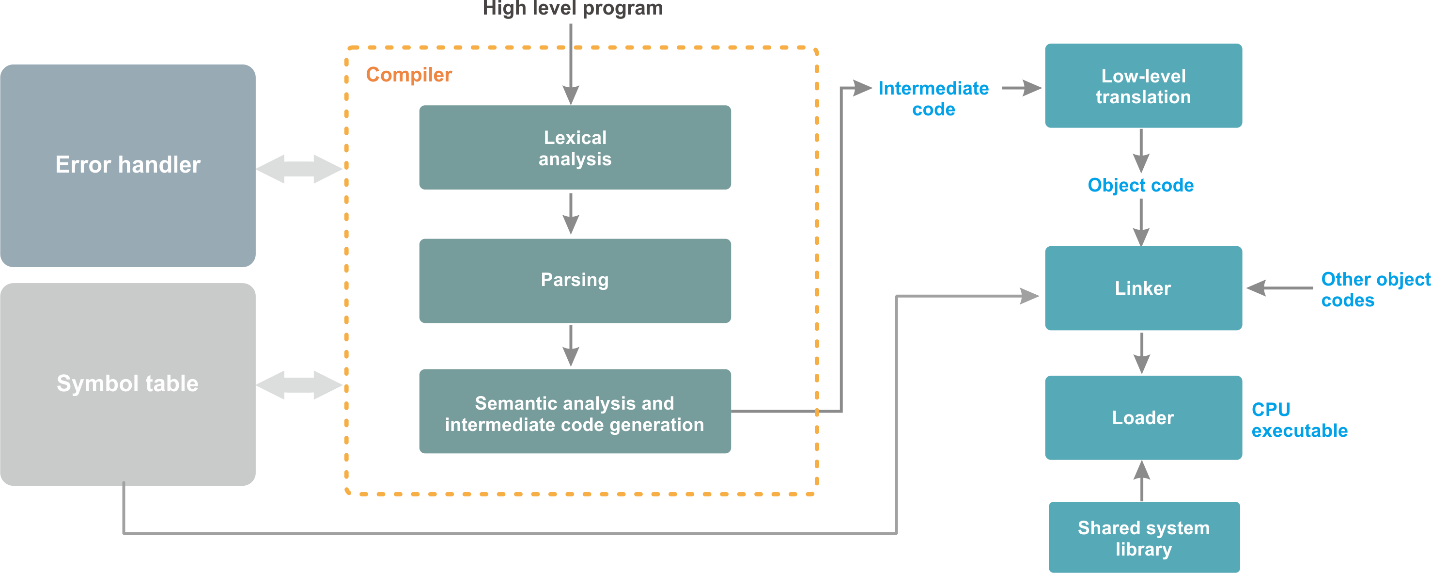 High level program
Compiler
Lexical
analysis
Parsing
Semantic analysis and
intermediate code generation
Error handler
Symbol table
Intermediate
code
Low-level
translation
Object code
Linker
Other object
codes
Loader
CPU
executable
Shared system
library